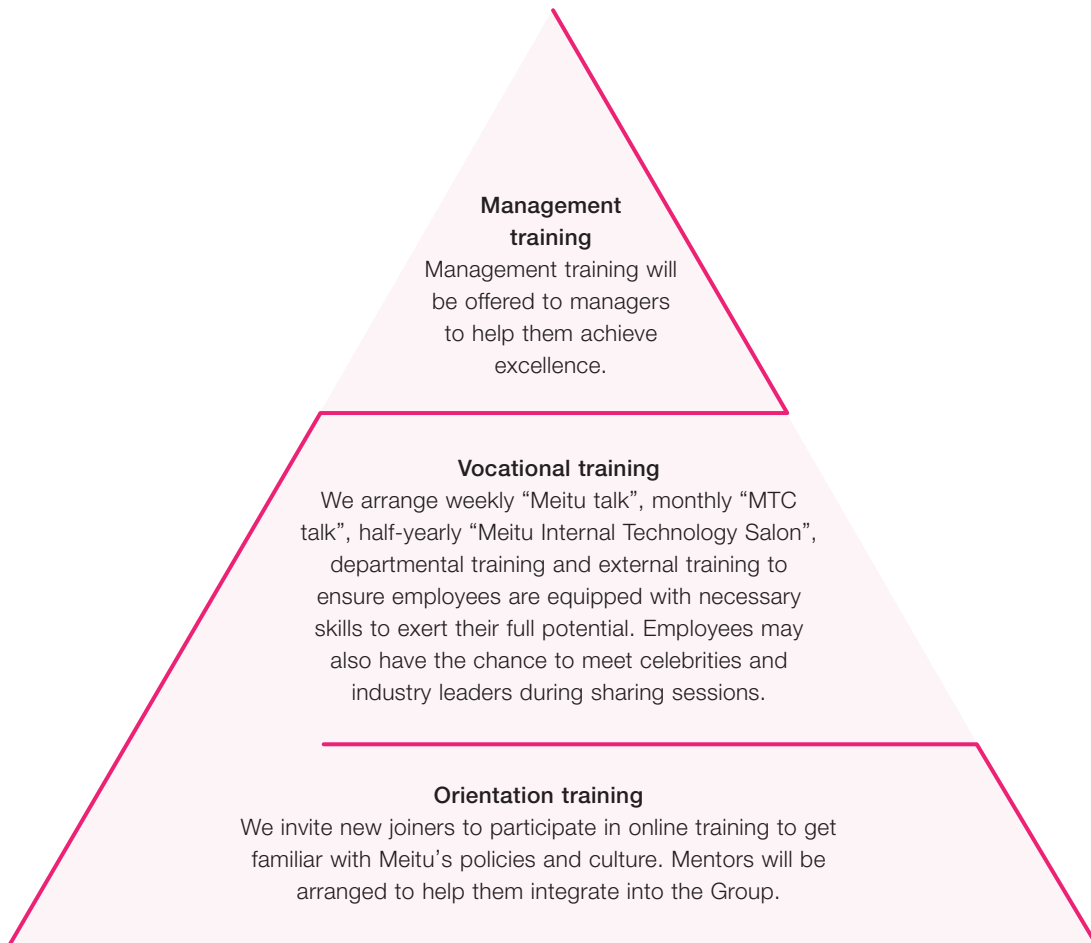 Management
training
Management training will
be offered to managers
to help them achieve
excellence.
Vocational training
We arrange weekly “Meitu talk”, monthly “MTC
talk”, half-yearly “Meitu Internal Technology Salon”,
departmental training and external training to
ensure employees are equipped with necessary
skills to exert their full potential. Employees may
also have the chance to meet celebrities and
industry leaders during sharing sessions.
Orientation training
We invite new joiners to participate in online training to get
familiar with Meitu’s policies and culture. Mentors will be
arranged to help them integrate into the Group.